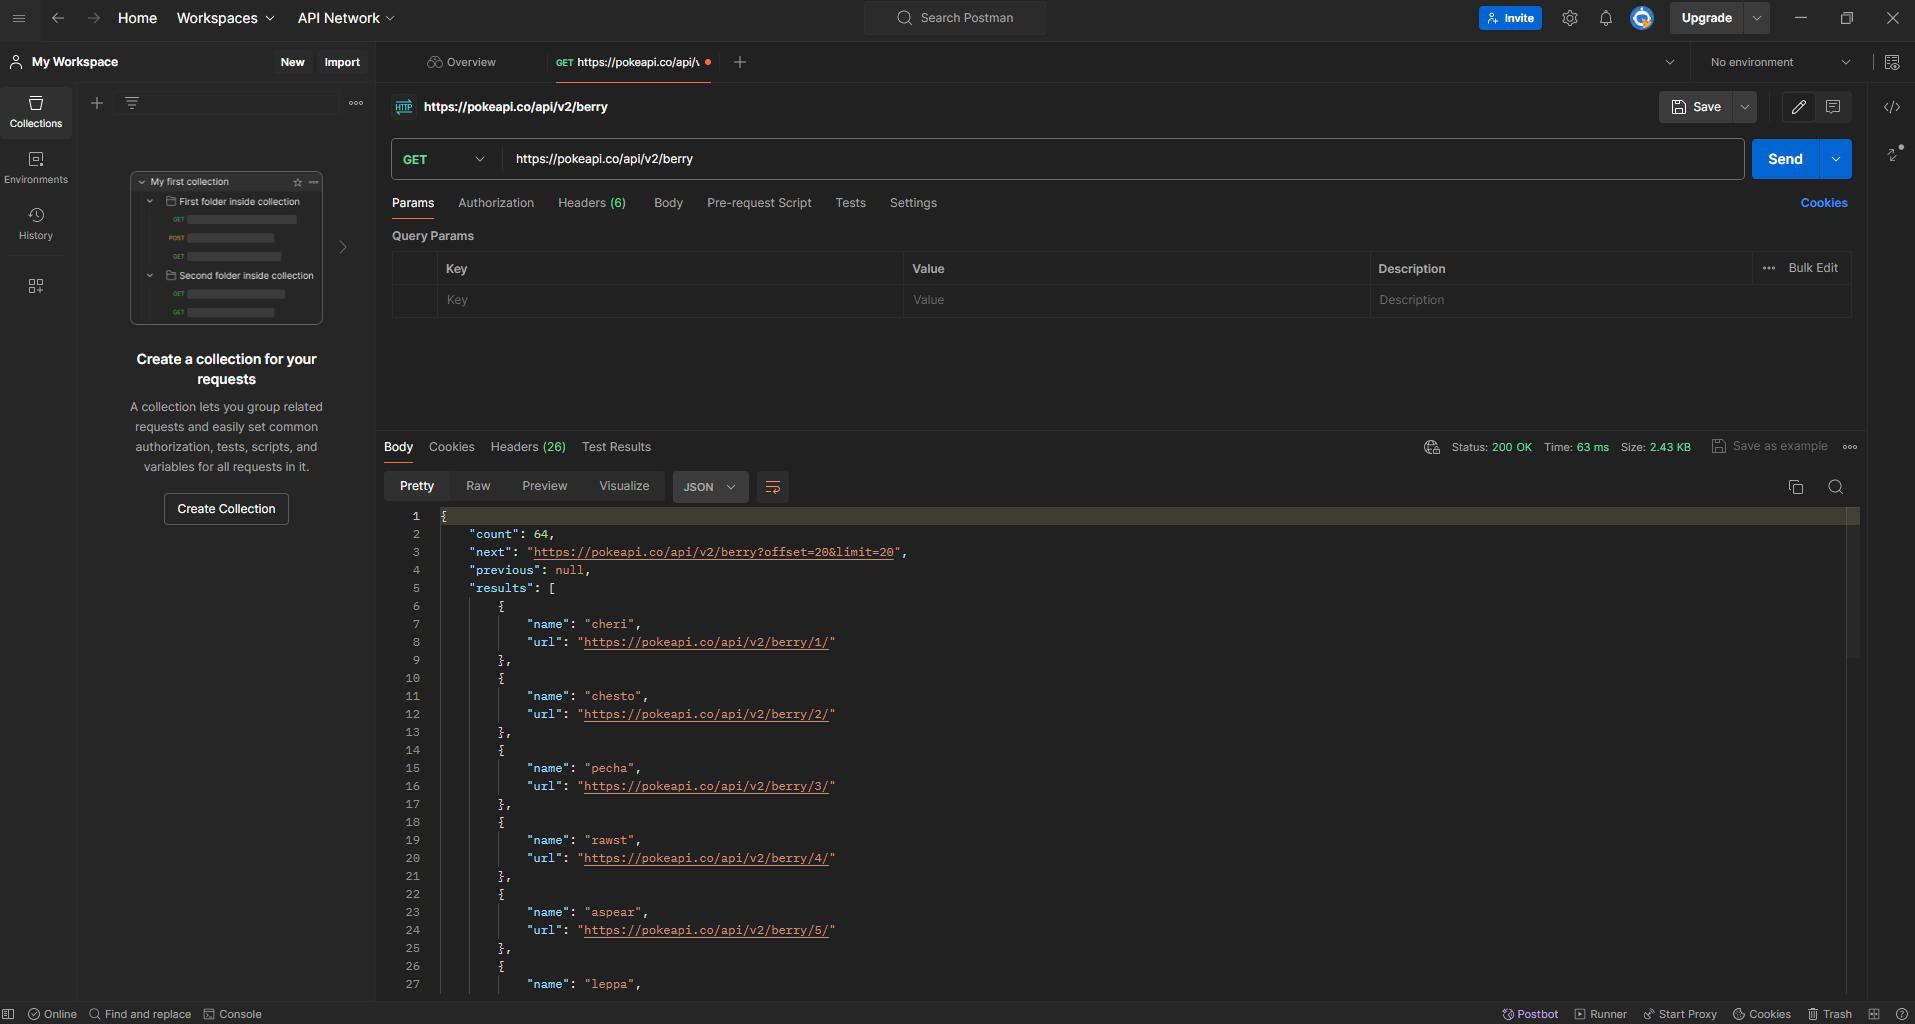 Home Workspaces API Network Search Postman Invite Upgrade
My Workspace New Import Overview GET https://pokeapi.co/api/v No environment
Collections
Environments
History
My first collection
First folder inside collection
GET
POST
GET
Second folder inside collection
GET
GET
Create a collection for your
requests
A collection lets you group related
requests and easily set common
authorization, tests, scripts, and
variables for all requests in it.
Create Collection
HTTP https://pokeapi.co/api/v2/berry Save
GET https://pokeapi.co/api/v2/berry Send
Params Authorization Headers (6) Body Pre-request Script Tests Settings Cookies
Query Params
Key Value Description Bulk Edit
Key Value Description
Body Cookies Headers (26) Test Results Status: 200 OK Time: 63 ms Size: 2.43 KB Save as example
Pretty Raw Preview Visualize JSON
1 {
2 "count": 64,
3 "next": "https://pokeapi.co/api/v2/berry?offset=20&limit=20",
4 "previous": null,
5 "results": [
6 {
7 "name": "cheri",
8 "url": "https://pokeapi.co/api/v2/berry/1/"
9 },
10 {
11 "name": "chesto",
12 "url": "https://pokeapi.co/api/v2/berry/2/"
13 },
14 {
15 "name": "pecha",
16 "url": "https://pokeapi.co/api/v2/berry/3/"
17 },
18 {
19 "name": "rawst",
20 "url": "https://pokeapi.co/api/v2/berry/4/"
21 },
22 {
23 "name": "aspear",
24 "url": "https://pokeapi.co/api/v2/berry/5/"
25 },
26 {
27 "name": "leppa",
Online Find and replace Console Postbot Runner Start Proxy Cookies Trash